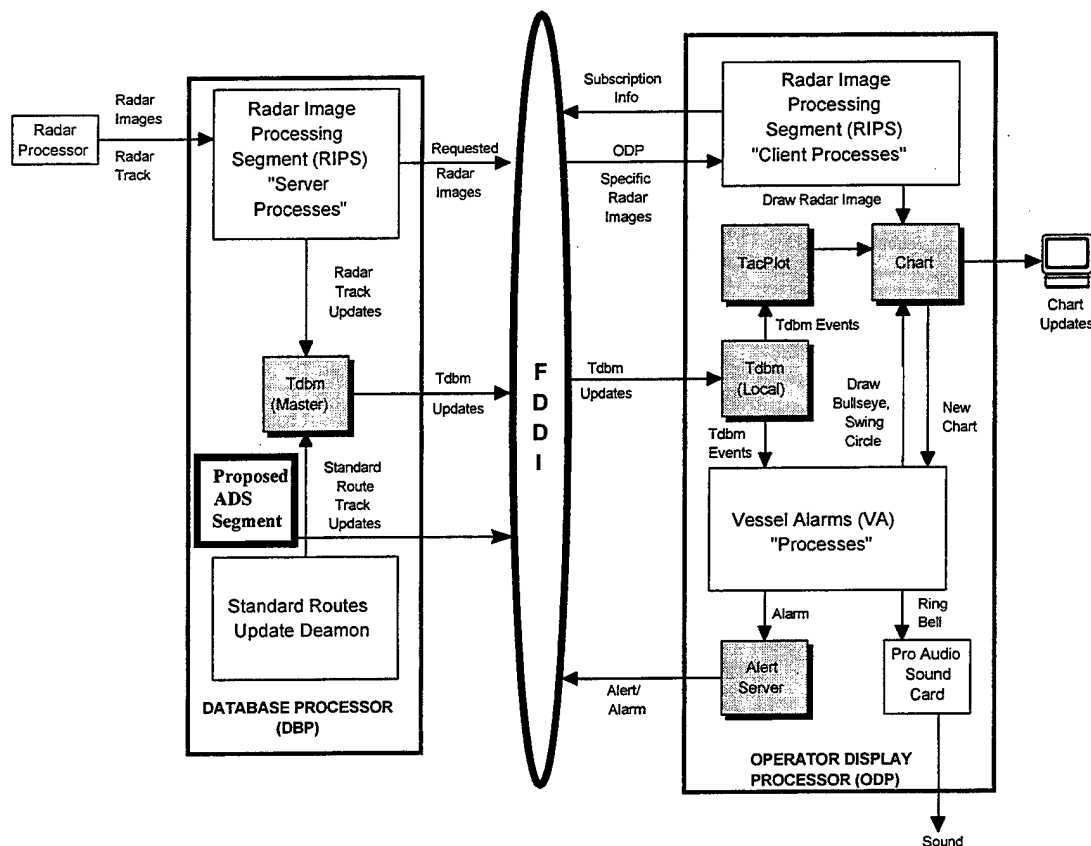 Radar
Images
Radar
Processor
Radar
Track
Radar Image
Processing
Segment (RIPS)
"Server
Processes"
Requested
Radar
Images
Radar
Track
Updates
Tdbm
(Master)
Tdbm
Updates
Proposed
ADS
Segment
Standard
Route
Track
Updates
Standard Routes
Update Deamon
DATABASE PROCESSOR
(DBP)
F
D
D
I
Subscription
Info
ODP
Specific
Radar
Images
Tdbm
Updates
Alert/
Alarm
Radar Image
Processing
Segment (RIPS)
"Client Processes"
Draw Radar Image
TacPlot
Chart
Chart
Updates
Tdbm Events
Tdbm
(Local)
Tdbm
Events
Draw
Bullseye,
Swing
Circle
New
Chart
Vessel Alarms (VA)
"Processes"
Alarm
Ring
Bell
Alert
Server
Pro Audio
Sound
Card
OPERATOR DISPLAY
PROCESSOR (ODP)
Sound